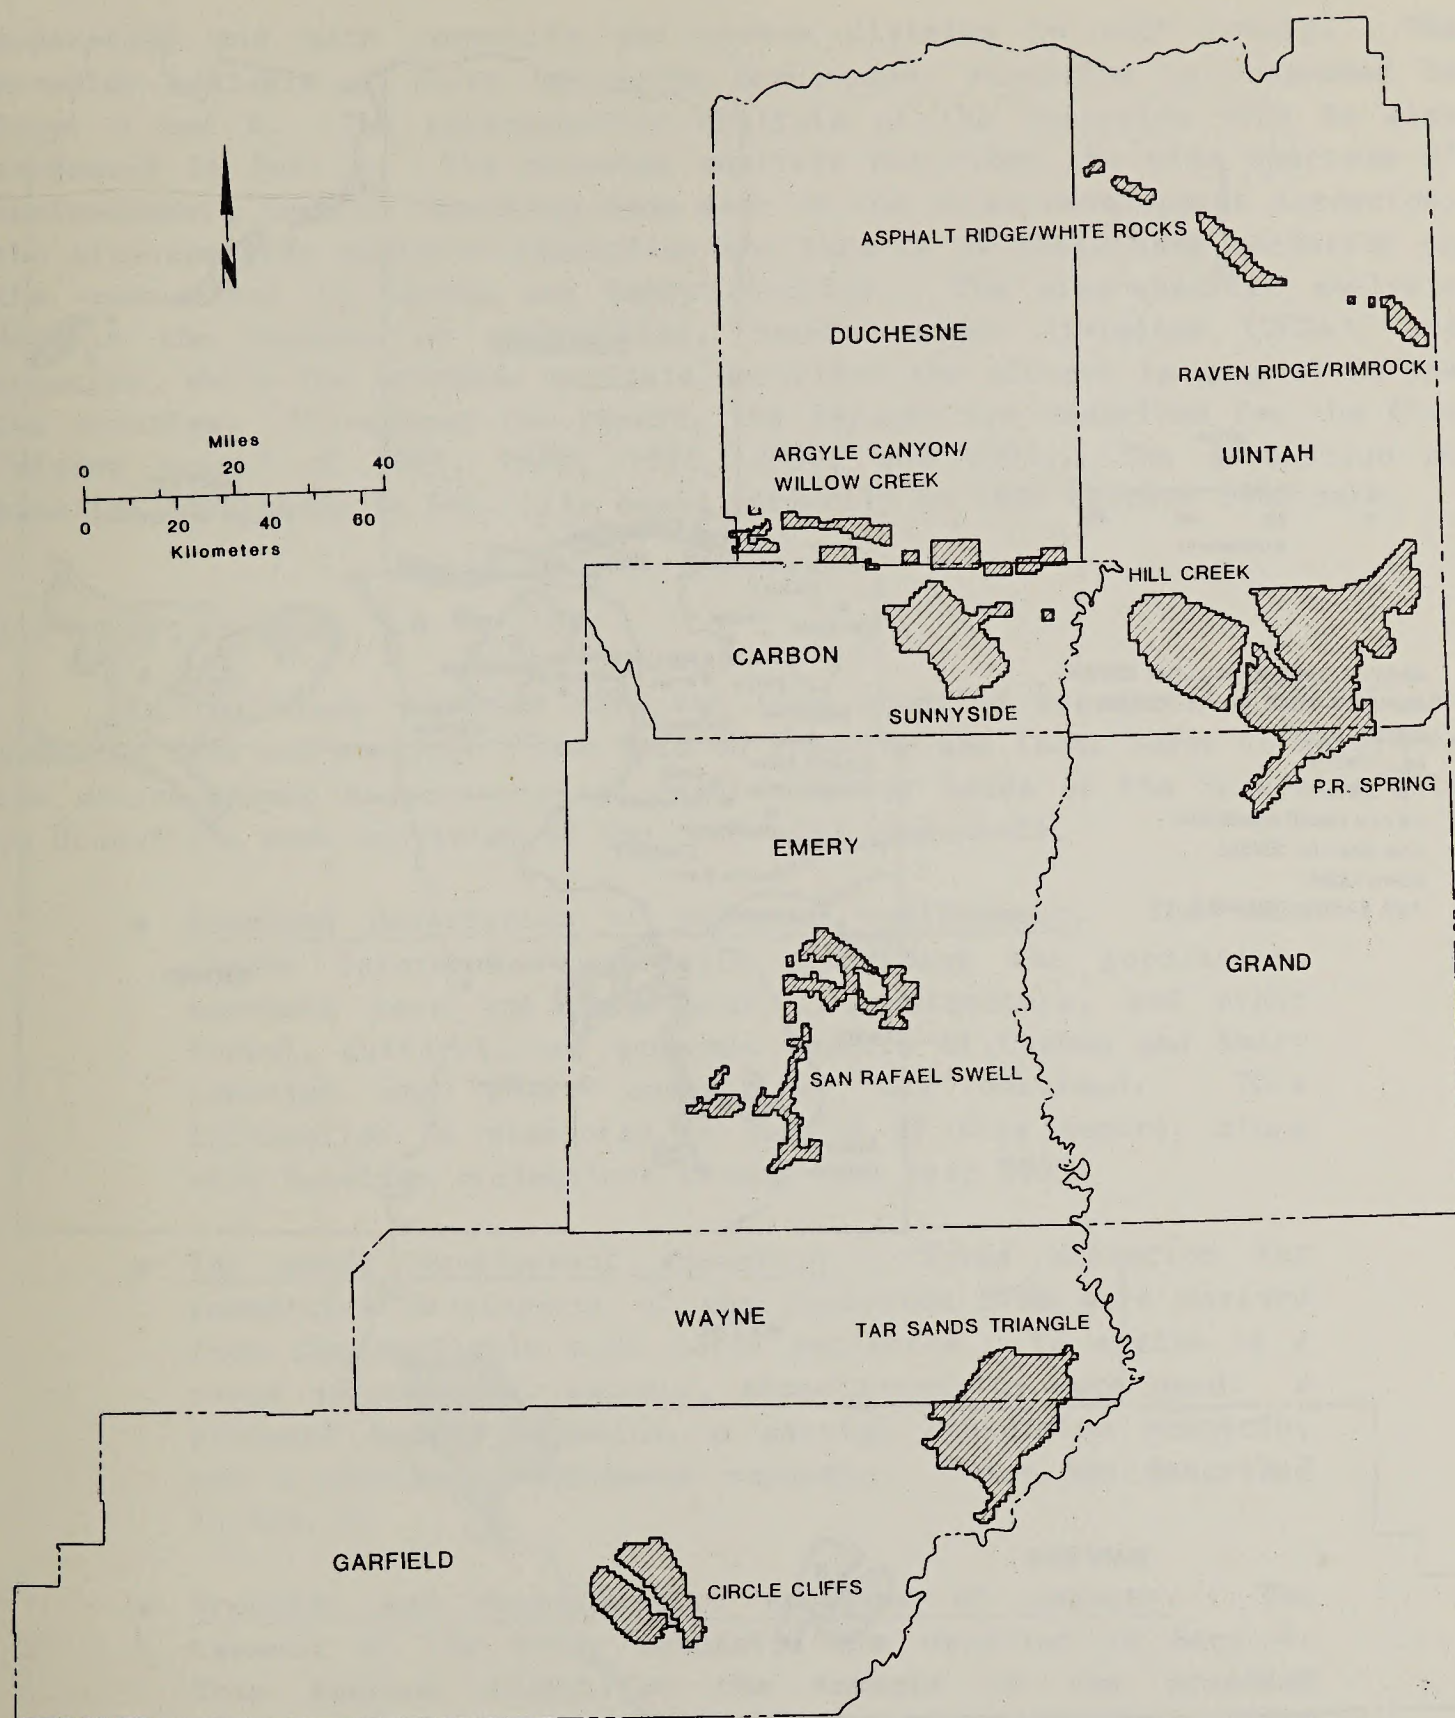 N
ASPHALT RIDGE/WHITE ROCKS
DUCHESNE
RAVEN RIDGE/RIMROCK
Miles
0 20 40
0 20 40 60
Kilometers
ARGYLE CANYON/
WILLOW CREEK
UINTAH
HILL CREEK
CARBON
SUNNYSIDE
P.R. SPRING
EMERY
GRAND
SAN RAFAEL SWELL
WAYNE
TAR SANDS TRIANGLE
GARFIELD
CIRCLE CLIFFS